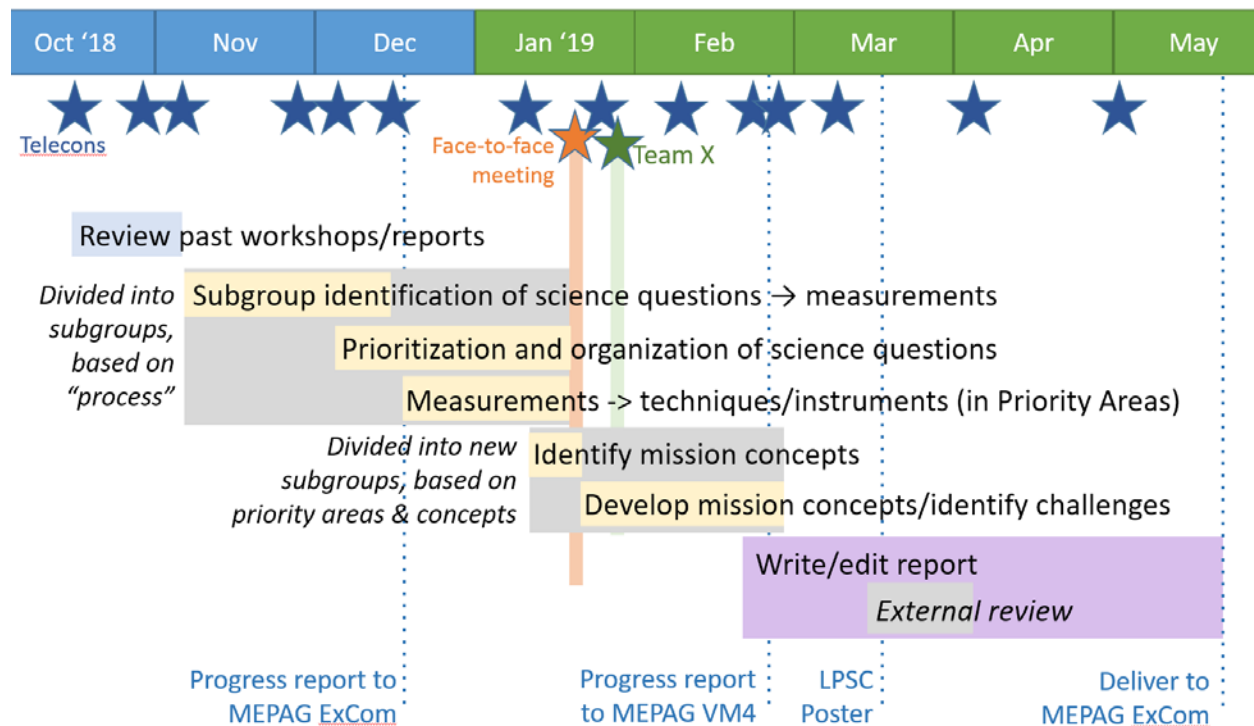 Oct ‘18 Nov Dec Jan ‘19 Feb Mar Apr May
Telecons
Face-to-face
meeting
Team X
Review past workshops/reports
Divided into
subgroups,
based on
“process”
Subgroup identification of science questions → measurements
Prioritization and organization of science questions
Measurements -> techniques/instruments (in Priority Areas)
Divided into new
subgroups, based on
priority areas & concepts
Identify mission concepts
Develop mission concepts/identify challenges
Write/edit report
External review
Progress report to
MEPAG ExCom
Progress report
to MEPAG VM4
LPSC
Poster
Deliver to
MEPAG ExCom